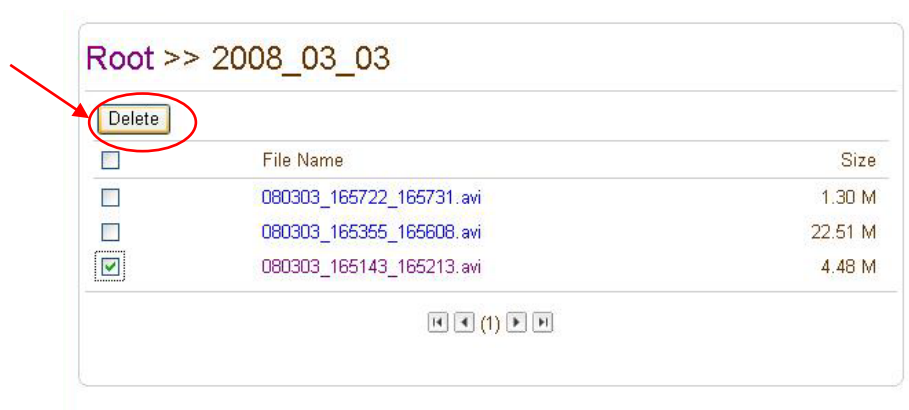 Root >> 2008_03_03
Delete
File Name Size
080303_165722_165731.avi 1.30 M
080303_165355_165608.avi 22.51 M
080303_165143_165213.avi 4.48 M
(1)